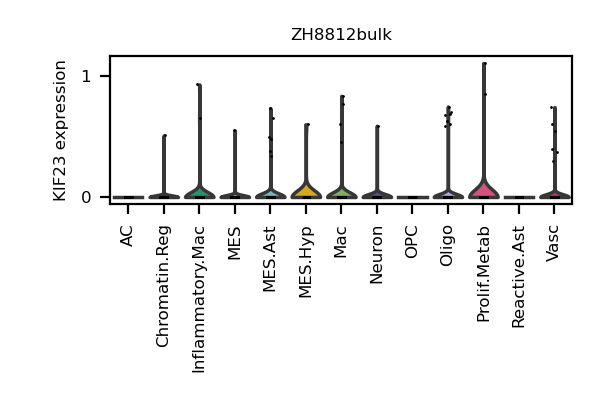 ZH8812bulk
KIF23 expression
1
0
AC
Chromatin.Reg
Inflammatory.Mac
MES
MES.Ast
MES.Hyp
Mac
Neuron
OPC
Oligo
Prolif.Metab
Reactive.Ast
Vasc